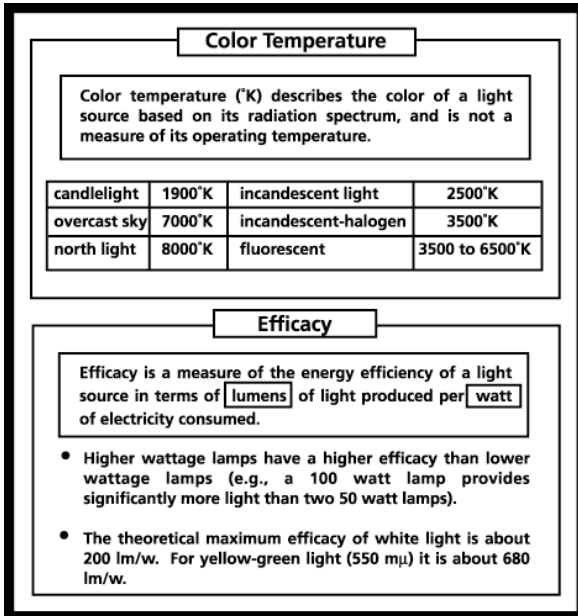 Color Temperature
Color temperature (˚K) describes the color of a light
source based on its radiation spectrum, and is not a
measure of its operating temperature.
candlelight 1900˚K incandescent light 2500˚K
overcast sky 7000˚K incandescent-halogen 3500˚K
north light 8000˚K fluorescent 3500 to 6500˚K
Efficacy
Efficacy is a measure of the energy efficiency of a light
source in terms of lumens of light produced per watt
of electricity consumed.
• Higher wattage lamps have a higher efficacy than lower
wattage lamps (e.g., a 100 watt lamp provides
significantly more light than two 50 watt lamps).
• The theoretical maximum efficacy of white light is about
200 lm/w. For yellow-green light (550 mμ) it is about 680
lm/w.